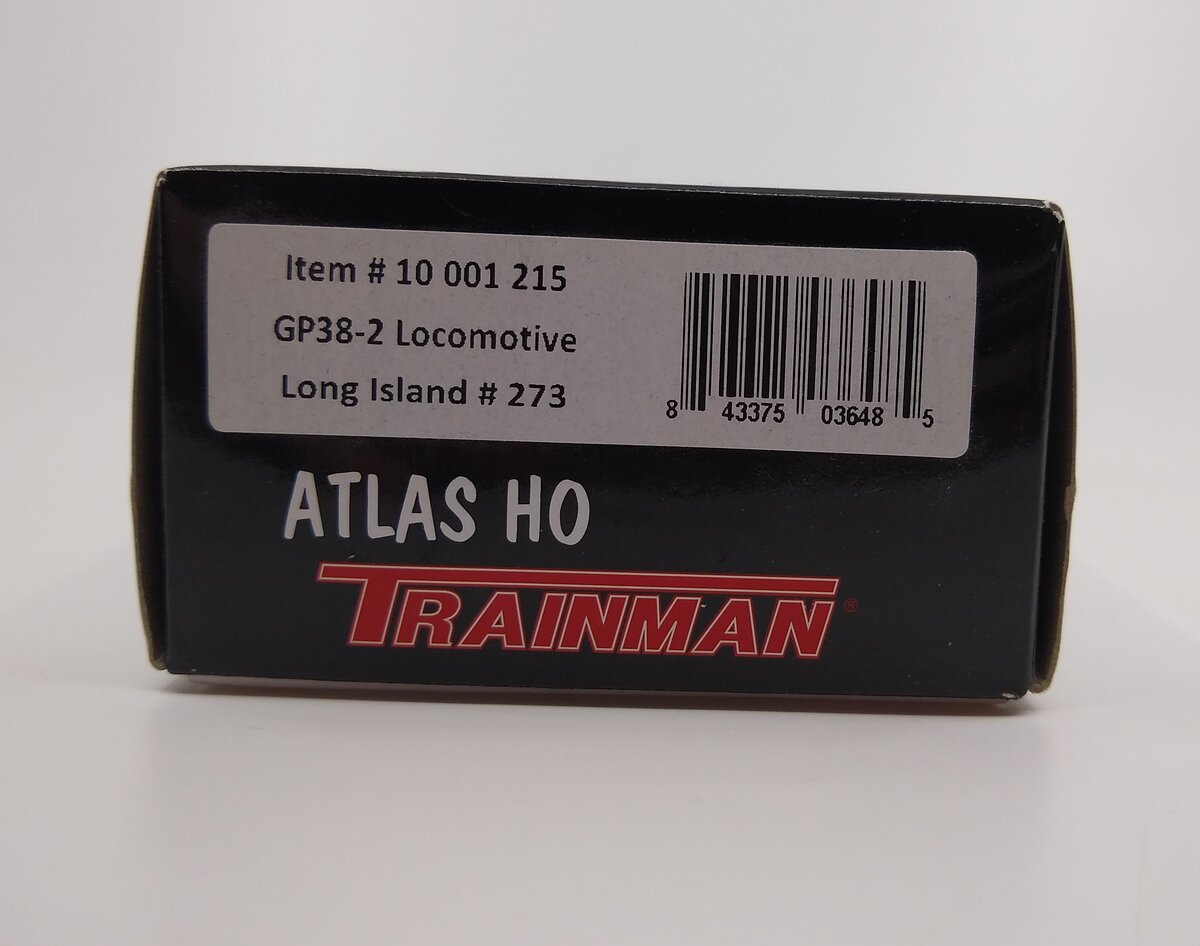 Item # 10 001 215
GP38-2 Locomotive
Long Island # 273
8 43375 03648 5
ATLAS HO
TRAINMAN ®